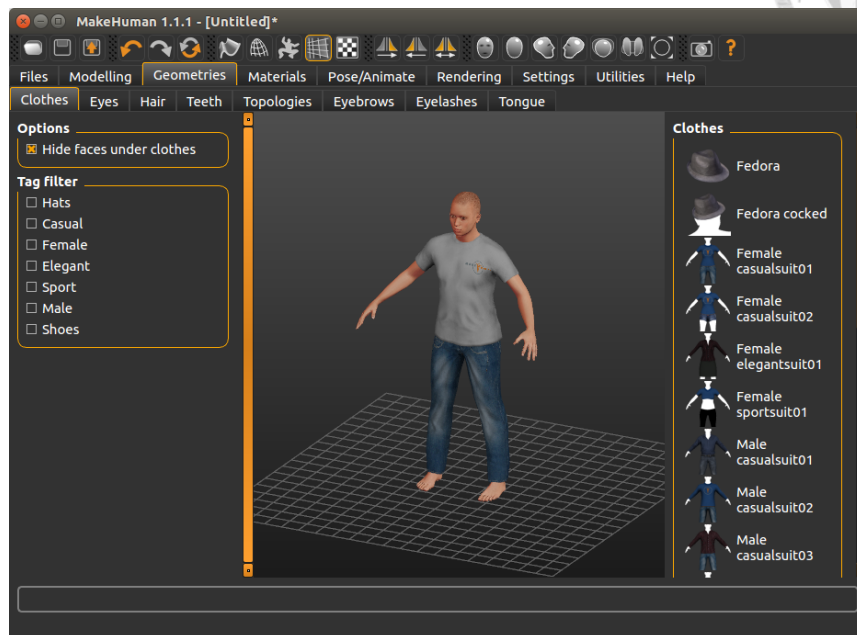 MakeHuman 1.1.1 - [Untitled]*
Files Modelling Geometries Materials Pose/Animate Rendering Settings Utilities Help
Clothes Eyes Hair Teeth Topologies Eyebrows Eyelashes Tongue
Options
Hide faces under clothes
Tag filter
Hats
Casual
Female
Elegant
Sport
Male
Shoes
Clothes
Fedora
Fedora cocked
Female
casualsuit01
Female
casualsuit02
Female
elegantsuit01
Female
sportsuit01
Male
casualsuit01
Male
casualsuit02
Male
casualsuit03